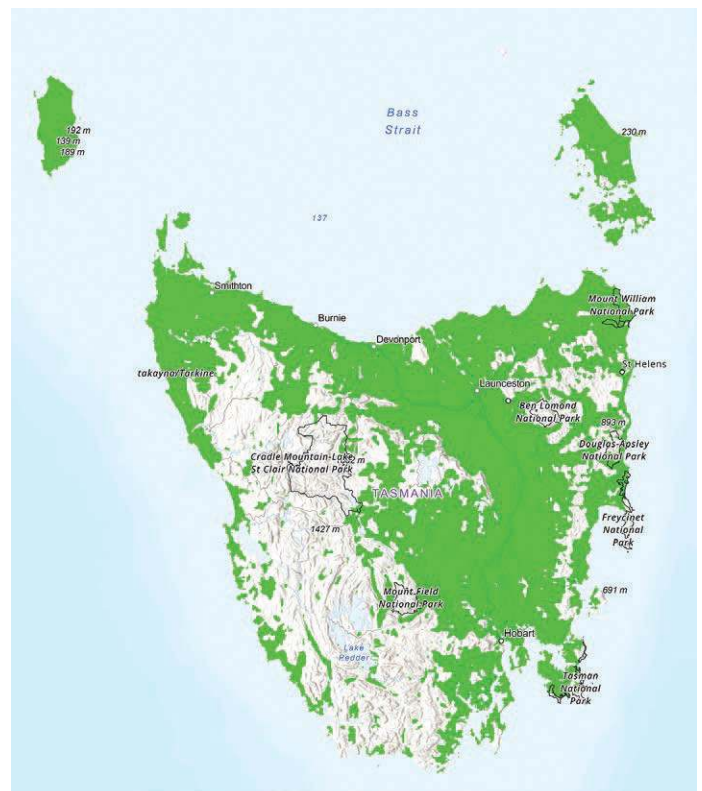 Bass
Strait
192 m
139 m
189 m
230 m
137
Smithton
Burnie
Devonport
Mount William
National Park
takayna/Tarkine
St Helens
Launceston
Ben Lomond
National Park
893 m
Douglas-Apsley
National Park
Cradle Mountain-Lake
St Clair National Park
TASMANIA
Freycinet
National
Park
1427 m
691 m
Mount Field
National Park
Hobart
Lake
Pedder
Tasman
National
Park